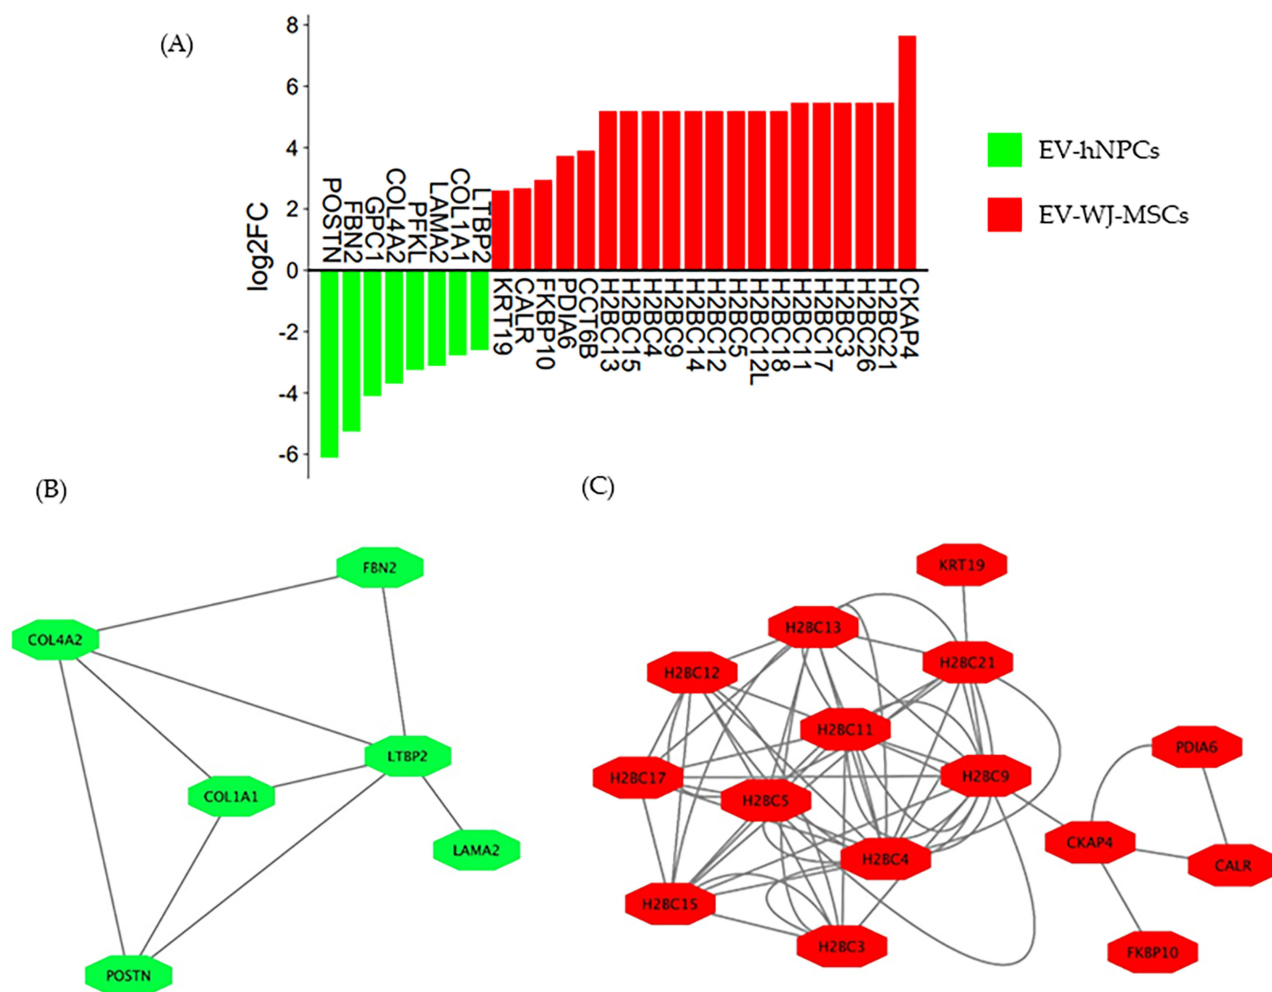 (A)
8
6
4
2
0
-2
-4
-6
log2FC
POSTN
FBN2
GPC1
COL4A2
PFKL
LAMA2
COL1A1
LTBP2
KRT19
CALR
FKBP10
PDIA6
CCT6B
H2BC13
H2BC15
H2BC4
H2BC9
H2BC14
H2BC12
H2BC5
H2BC12L
H2BC18
H2BC11
H2BC17
H2BC3
H2BC26
H2BC21
CKAP4
EV-hNPCs
EV-WJ-MSCs
(B)
FBN2
COL4A2
LTBP2
COL1A1
LAMA2
POSTN
(C)
KRT19
H2BC13
H2BC21
H2BC12
H2BC11
PDIA6
H2BC17
H2BC9
H2BC5
CKAP4
H2BC4
CALR
H2BC15
H2BC3
FKBP10